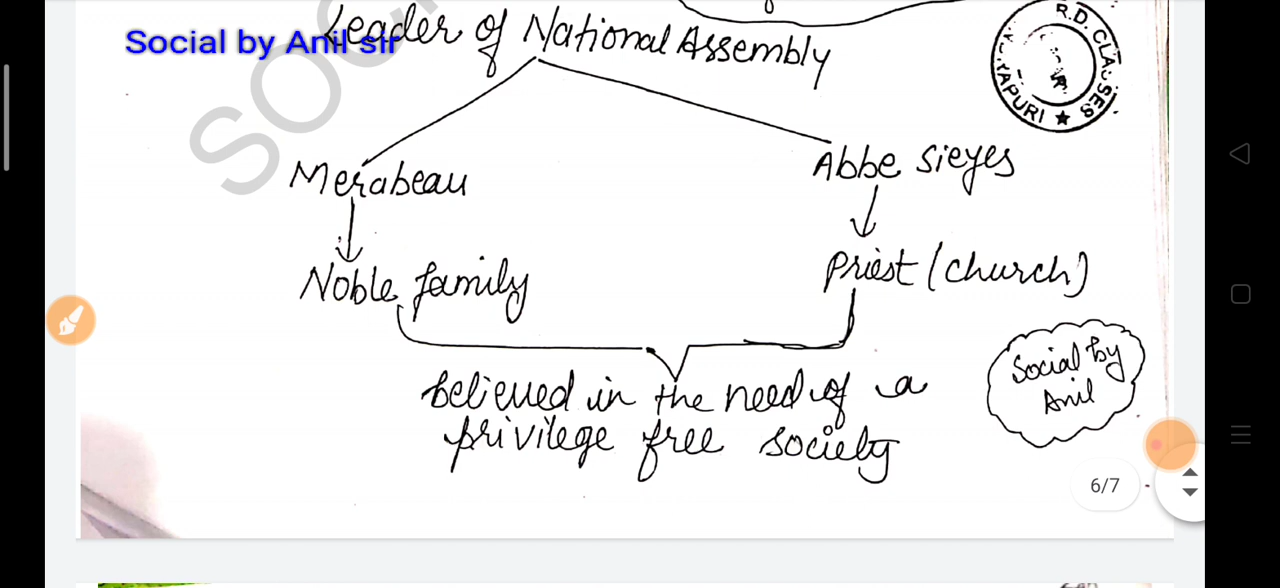 Leader of National Assembly
Social by Anil sir
R.D. CLASSES
Merabeau
Abbe Sieyes
Noble family
Priest (Church)
believed in the need of a
privilege free society
Social by
Anil
6/7